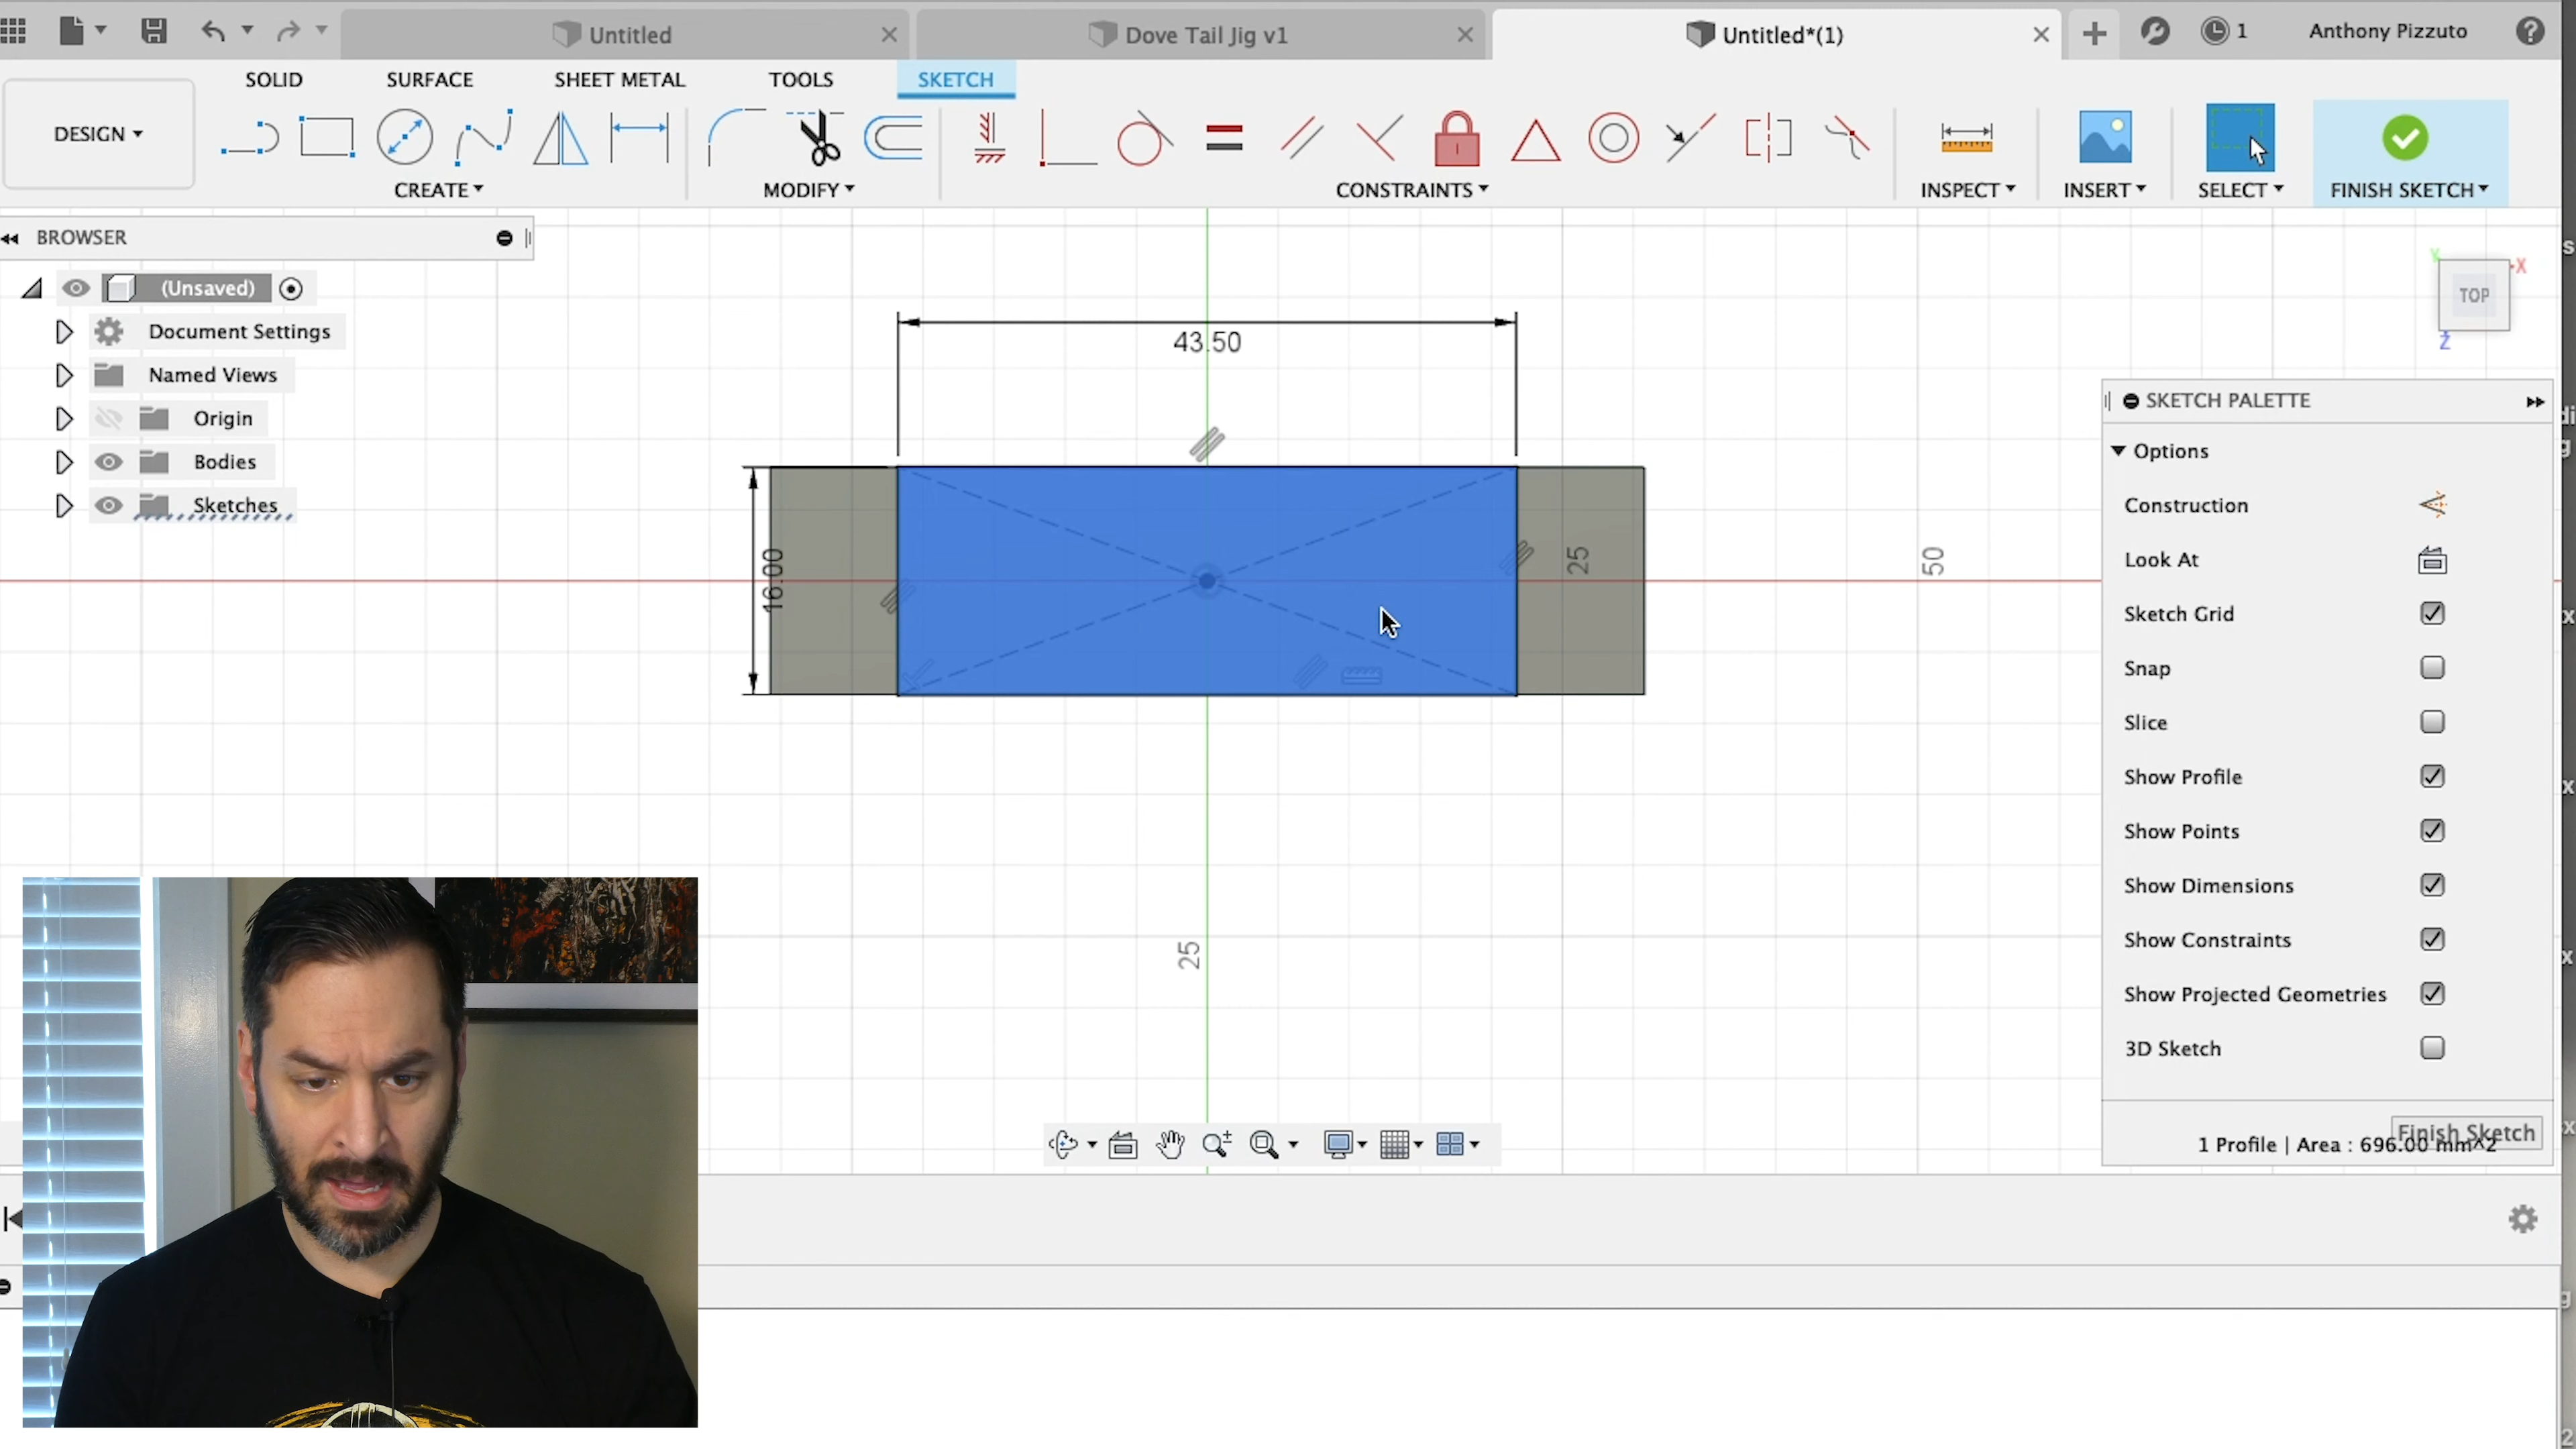 Untitled
Dove Tail Jig v1
Untitled*(1)
1
Anthony Pizzuto
SOLID
SURFACE
SHEET METAL
TOOLS
SKETCH
DESIGN
CREATE
MODIFY
CONSTRAINTS
INSPECT
INSERT
SELECT
FINISH SKETCH
BROWSER
(Unsaved)
Document Settings
Named Views
Origin
Bodies
Sketches
43.50
16.00
25
50
25
Y
X
TOP
Z
SKETCH PALETTE
Options
Construction
Look At
Sketch Grid
Snap
Slice
Show Profile
Show Points
Show Dimensions
Show Constraints
Show Projected Geometries
3D Sketch
Finish Sketch
1 Profile | Area : 696.00 mm^2